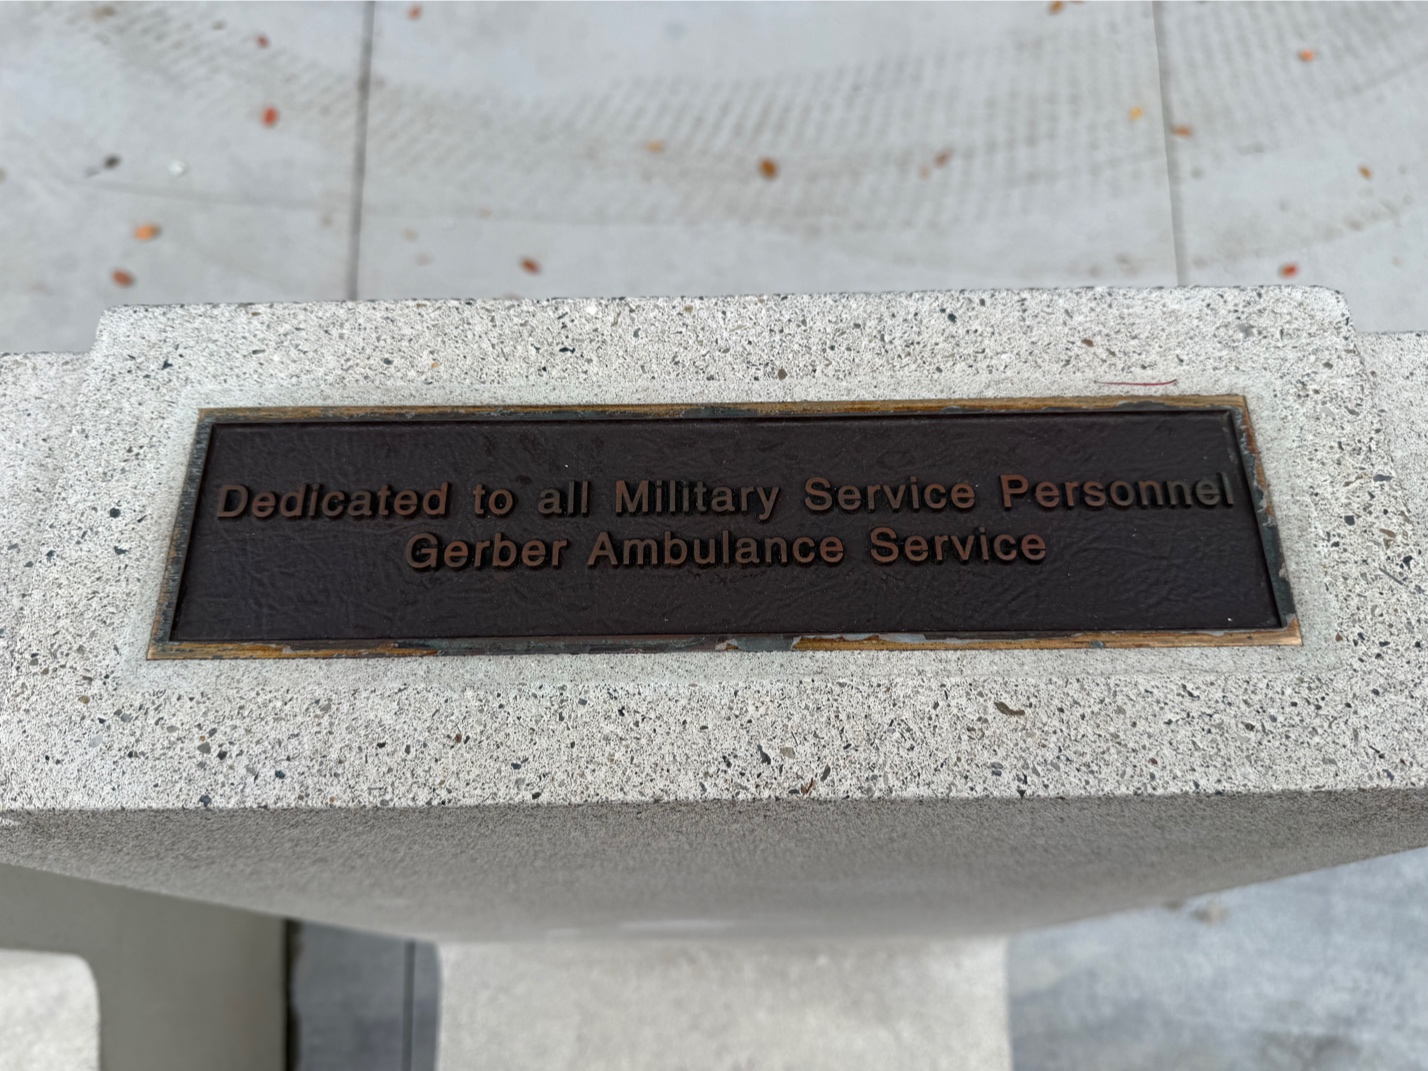 Dedicated to all Military Service Personnel
Gerber Ambulance Service